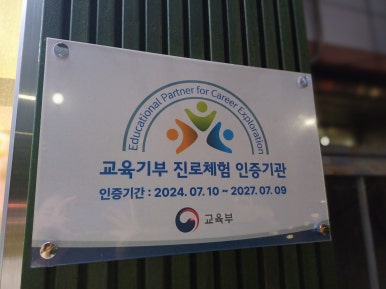 Educational Partner for Career Exploration
교육기부 진로체험 인증기관
인증기간 : 2024. 07. 10 ~ 2027. 07. 09
교육부